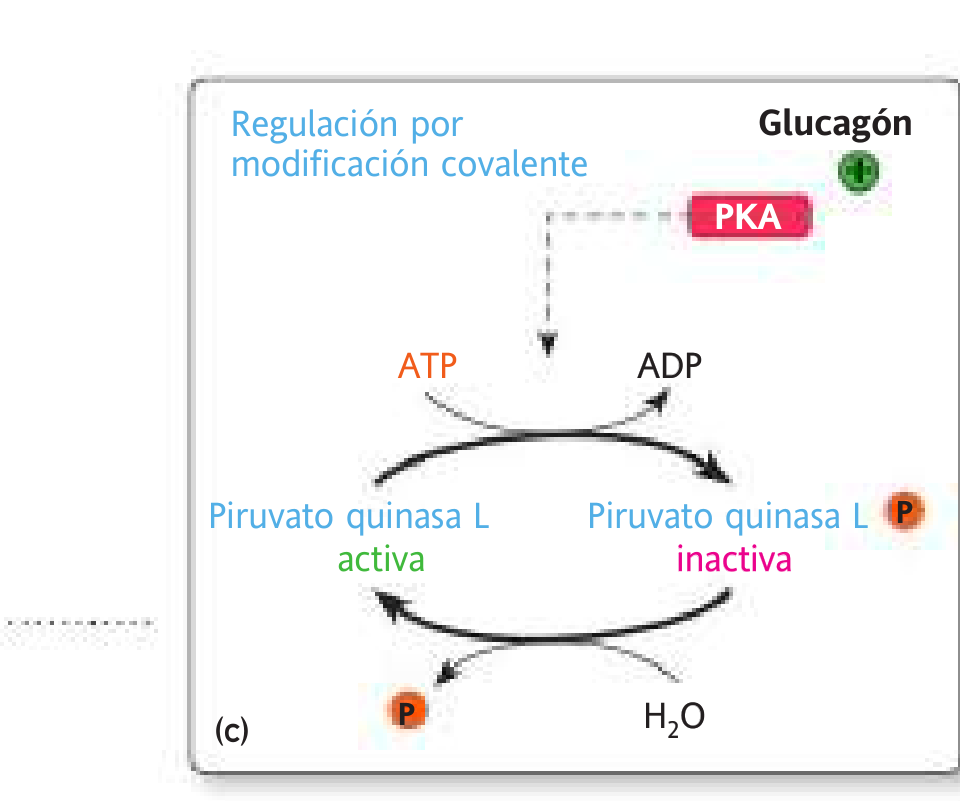 Regulación por
modificación covalente
Glucagón
+
PKA
ATP
ADP
Piruvato quinasa L
activa
Piruvato quinasa L
P
inactiva
P
H₂O
(c)